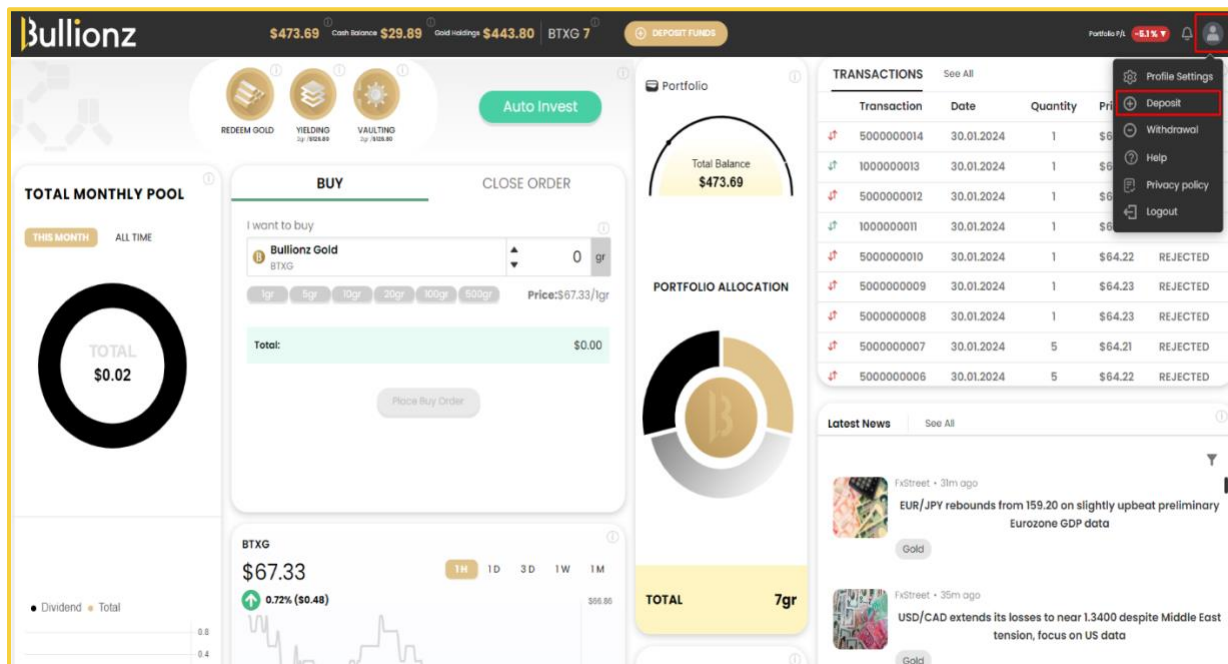 Bullionz
$473.69 Cash Balance $29.89 Gold Holdings $443.80 BTXG 7
DEPOSIT FUNDS
Portfolio P/L -5.1% ▼
Profile Settings
Deposit
Withdrawal
Help
Privacy policy
Logout
REDEEM GOLD
YIELDING
VAULTING
Auto Invest
TOTAL MONTHLY POOL
THIS MONTH ALL TIME
TOTAL
$0.02
Dividend Total
0.8
0.4
BUY CLOSE ORDER
I want to buy
Bullionz Gold
BTXG
0 gr
1gr 5gr 10gr 20gr 100gr 500gr Price:$67.33/1gr
Total: $0.00
Place Buy Order
BTXG
$67.33
1H 1D 3D 1W 1M
0.72% ($0.48)
$66.86
Portfolio
Total Balance
$473.69
PORTFOLIO ALLOCATION
TOTAL 7gr
TRANSACTIONS See All
Transaction Date Quantity
5000000014 30.01.2024 1
1000000013 30.01.2024 1
5000000012 30.01.2024 1
1000000011 30.01.2024 1
5000000010 30.01.2024 1 $64.22 REJECTED
5000000009 30.01.2024 1 $64.23 REJECTED
5000000008 30.01.2024 1 $64.23 REJECTED
5000000007 30.01.2024 5 $64.21 REJECTED
5000000006 30.01.2024 5 $64.22 REJECTED
Latest News See All
FxStreet • 31m ago
EUR/JPY rebounds from 159.20 on slightly upbeat preliminary
Eurozone GDP data
Gold
FxStreet • 35m ago
USD/CAD extends its losses to near 1.3400 despite Middle East
tension, focus on US data
Gold